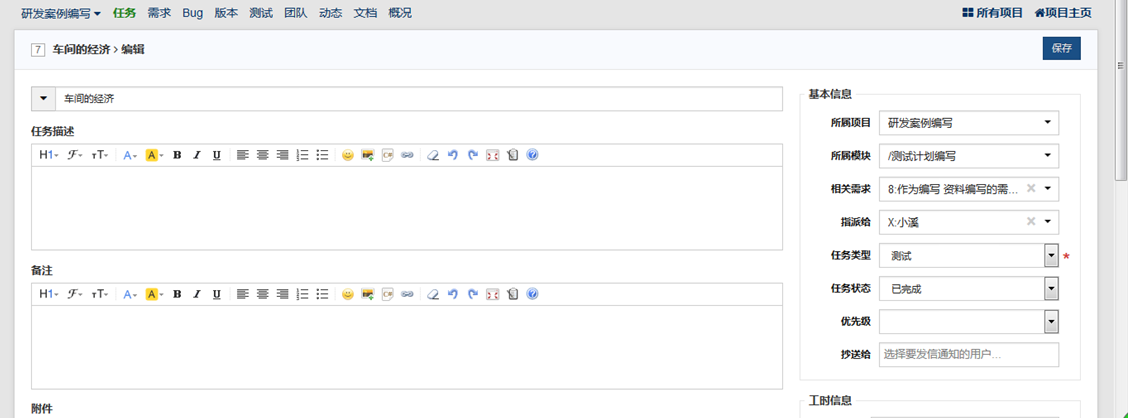 研发案例编写 任务 需求 Bug 版本 测试 团队 动态 文档 概况 所有项目 项目主页
7 车间的经济 > 编辑 保存
车间的经济
任务描述
H1 F TT A A B I U
备注
H1 F TT A A B I U
附件
基本信息
所属项目 研发案例编写
所属模块 /测试计划编写
相关需求 8:作为编写 资料编写的需...
指派给 X:小溪
任务类型 测试 *
任务状态 已完成
优先级
抄送给 选择要发信通知的用户...
工时信息